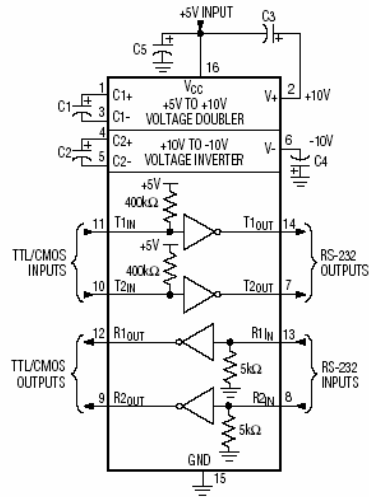 +5V INPUT
C3
C5
16
VCC
1
C1+
+5V TO +10V
V+
2
+10V
C1
3
C1-
VOLTAGE DOUBLER
4
C2+
+10V TO -10V
V-
6
-10V
C2
5
C2-
VOLTAGE INVERTER
C4
+5V
400kΩ
11
T1IN
T1OUT
14
TTL/CMOS
INPUTS
+5V
400kΩ
RS-232
OUTPUTS
10
T2IN
T2OUT
7
12
R1OUT
R1IN
13
TTL/CMOS
OUTPUTS
5kΩ
RS-232
INPUTS
9
R2OUT
R2IN
8
5kΩ
GND
15